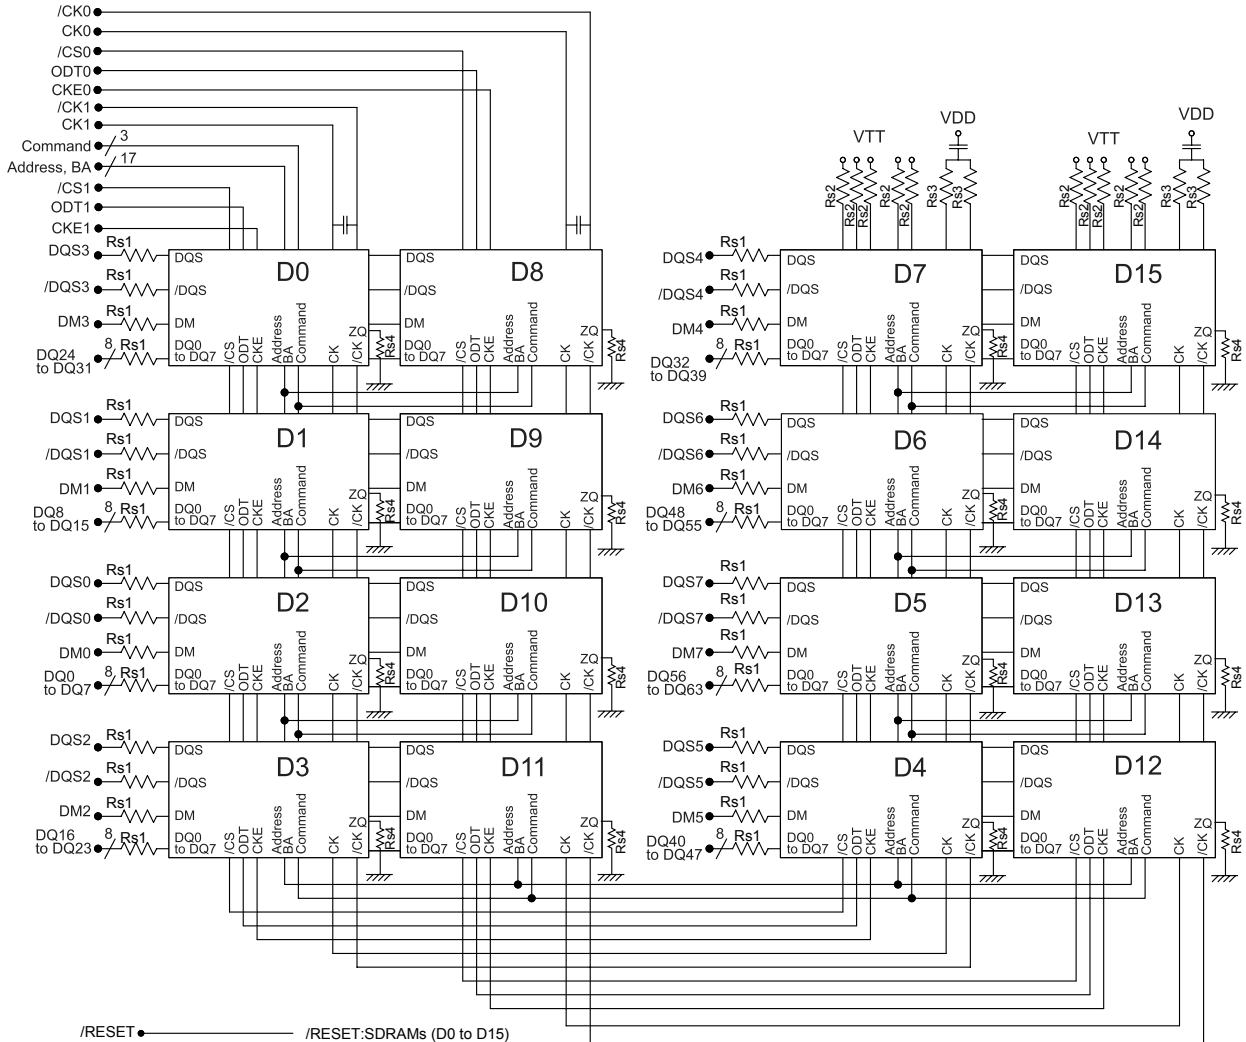 /CK0
CK0
/CS0
ODT0
CKE0
/CK1
CK1
Command 3
Address, BA 17
/CS1
ODT1
CKE1
VTT VDD VTT VDD
Rs2 Rs2 Rs2 Rs2 Rs2 Rs3 Rs3 Rs2 Rs2 Rs2 Rs2 Rs2 Rs3 Rs3
DQS3 Rs1 DQS D0 DQS D8
/DQS3 Rs1 /DQS /DQS
DM3 Rs1 DM DM
DQ24 to DQ31 8 Rs1 DQ0 to DQ7 /CS ODT CKE Address BA Command CK /CK ZQ Rs4
DQ0 to DQ7 /CS ODT CKE Address BA Command CK /CK ZQ Rs4
DQS4 Rs1 DQS D7 DQS D15
/DQS4 Rs1 /DQS /DQS
DM4 Rs1 DM DM
DQ32 to DQ39 8 Rs1 DQ0 to DQ7 /CS ODT CKE Address BA Command CK /CK ZQ Rs4
DQ0 to DQ7 /CS ODT CKE Address BA Command CK /CK ZQ Rs4
DQS1 Rs1 DQS D1 DQS D9
/DQS1 Rs1 /DQS /DQS
DM1 Rs1 DM DM
DQ8 to DQ15 8 Rs1 DQ0 to DQ7 /CS ODT CKE Address BA Command CK /CK ZQ Rs4
DQ0 to DQ7 /CS ODT CKE Address BA Command CK /CK ZQ Rs4
DQS6 Rs1 DQS D6 DQS D14
/DQS6 Rs1 /DQS /DQS
DM6 Rs1 DM DM
DQ48 to DQ55 8 Rs1 DQ0 to DQ7 /CS ODT CKE Address BA Command CK /CK ZQ Rs4
DQ0 to DQ7 /CS ODT CKE Address BA Command CK /CK ZQ Rs4
DQS0 Rs1 DQS D2 DQS D10
/DQS0 Rs1 /DQS /DQS
DM0 Rs1 DM DM
DQ0 to DQ7 8 Rs1 DQ0 to DQ7 /CS ODT CKE Address BA Command CK /CK ZQ Rs4
DQ0 to DQ7 /CS ODT CKE Address BA Command CK /CK ZQ Rs4
DQS7 Rs1 DQS D5 DQS D13
/DQS7 Rs1 /DQS /DQS
DM7 Rs1 DM DM
DQ56 to DQ63 8 Rs1 DQ0 to DQ7 /CS ODT CKE Address BA Command CK /CK ZQ Rs4
DQ0 to DQ7 /CS ODT CKE Address BA Command CK /CK ZQ Rs4
DQS2 Rs1 DQS D3 DQS D11
/DQS2 Rs1 /DQS /DQS
DM2 Rs1 DM DM
DQ16 to DQ23 8 Rs1 DQ0 to DQ7 /CS ODT CKE Address BA Command CK /CK ZQ Rs4
DQ0 to DQ7 /CS ODT CKE Address BA Command CK /CK ZQ Rs4
DQS5 Rs1 DQS D4 DQS D12
/DQS5 Rs1 /DQS /DQS
DM5 Rs1 DM DM
DQ40 to DQ47 8 Rs1 DQ0 to DQ7 /CS ODT CKE Address BA Command CK /CK ZQ Rs4
DQ0 to DQ7 /CS ODT CKE Address BA Command CK /CK ZQ Rs4
/RESET /RESET:SDRAMs (D0 to D15)